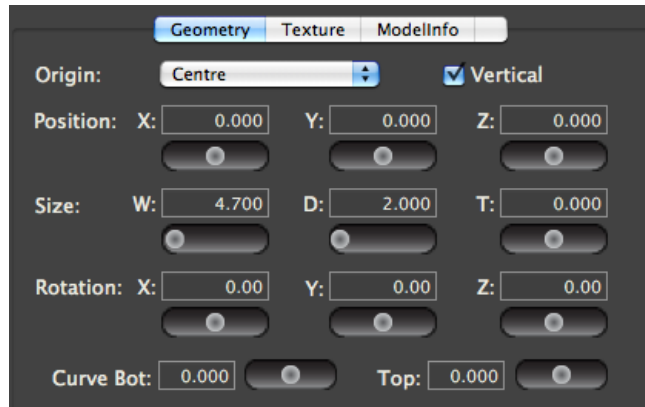 Geometry Texture ModelInfo
Origin: Centre Vertical
Position: X: 0.000 Y: 0.000 Z: 0.000
Size: W: 4.700 D: 2.000 T: 0.000
Rotation: X: 0.00 Y: 0.00 Z: 0.00
Curve Bot: 0.000 Top: 0.000